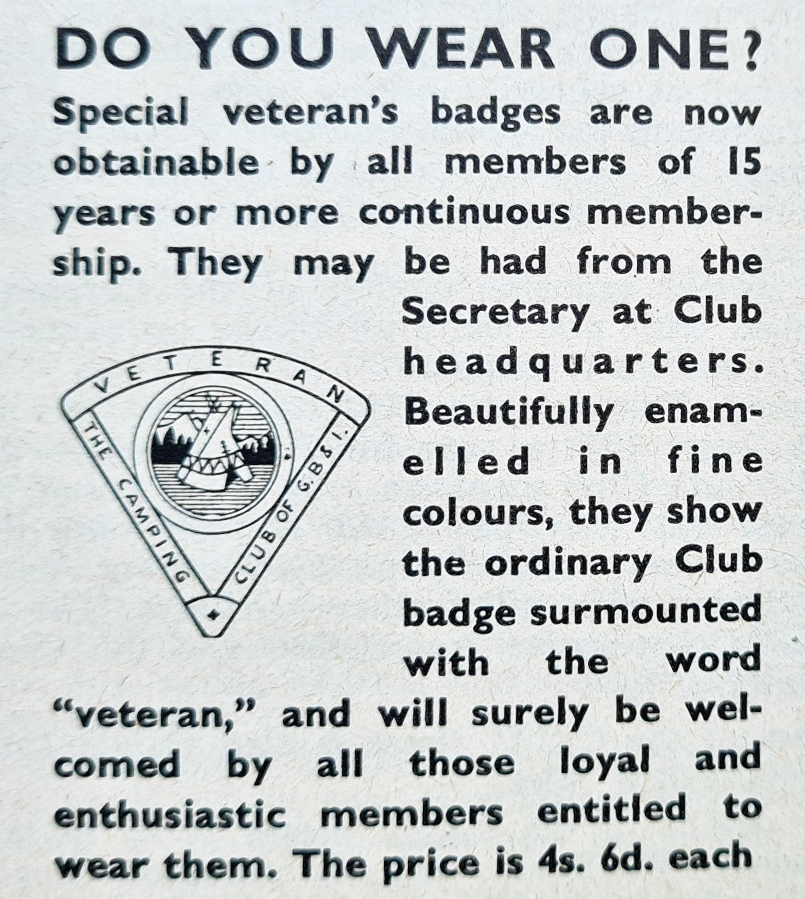 DO YOU WEAR ONE?
Special veteran's badges are now
obtainable by all members of 15
years or more continuous member-
ship. They may be had from the
Secretary at Club
headquarters.
Beautifully enam-
elled in fine
colours, they show
the ordinary Club
badge surmounted
with the word
"veteran," and will surely be wel-
comed by all those loyal and
enthusiastic members entitled to
wear them. The price is 4s. 6d. each
VETERAN
THE CAMPING
CLUB OF G.B & I.